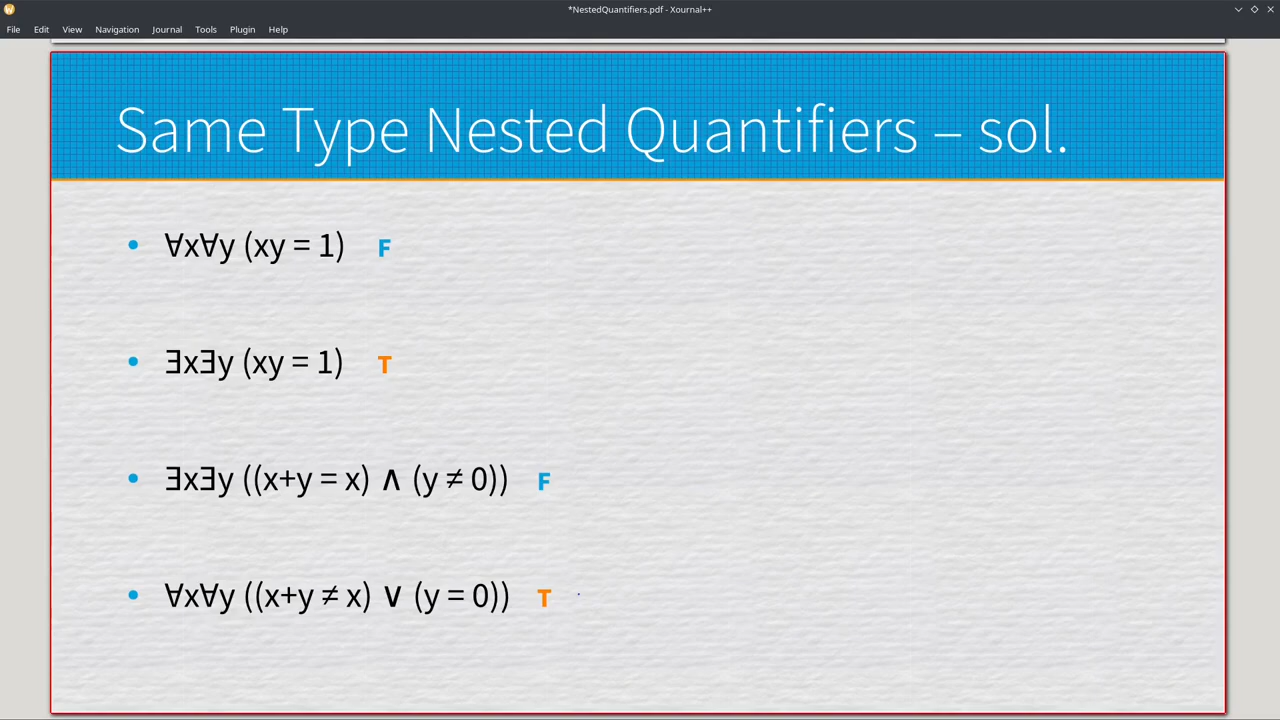 *NestedQuantifiers.pdf - Xournal++
File Edit View Navigation Journal Tools Plugin Help
Same Type Nested Quantifiers – sol.
• ∀x∀y (xy = 1) F
• ∃x∃y (xy = 1) T
• ∃x∃y ((x+y = x) ∧ (y ≠ 0)) F
• ∀x∀y ((x+y ≠ x) ∨ (y = 0)) T